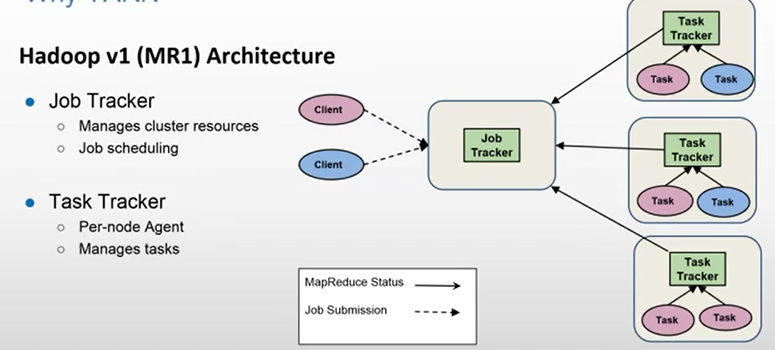 Hadoop v1 (MR1) Architecture
Job Tracker
Manages cluster resources
Job scheduling
Task Tracker
Per-node Agent
Manages tasks
Client
Client
Job
Tracker
Task
Tracker
Task
Task
Task
Tracker
Task
Task
Task
Tracker
Task
Task
MapReduce Status
Job Submission